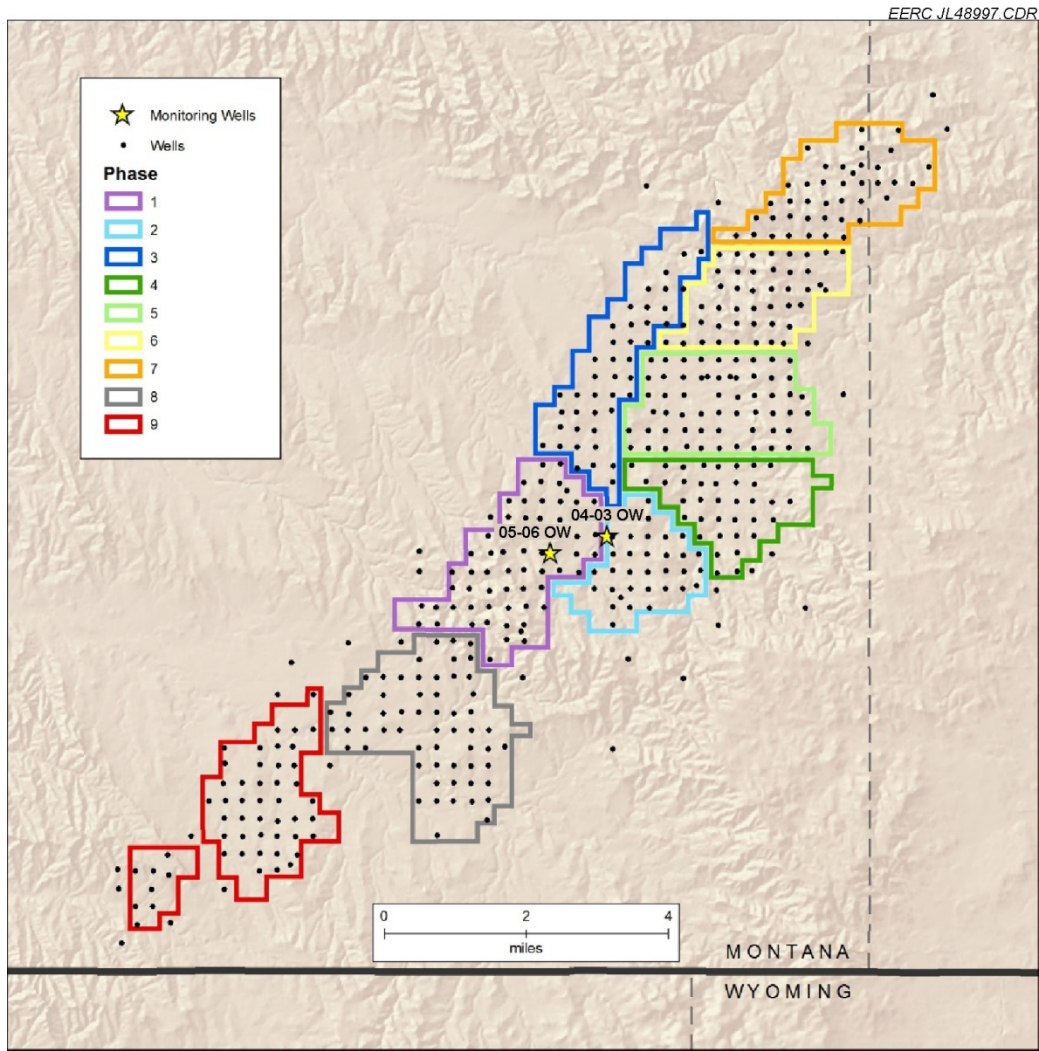 EERC JL48997.CDR
Monitoring Wells
Wells
Phase
1
2
3
4
5
6
7
8
9
04-03 OW
05-06 OW
0 2 4
miles
MONTANA
WYOMING